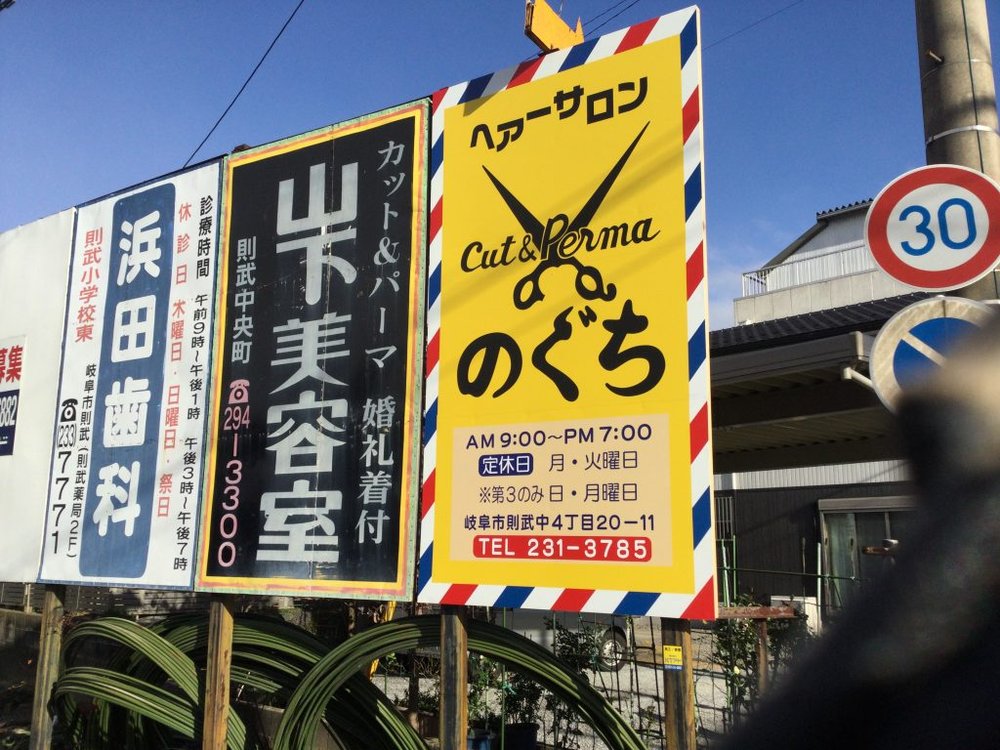 募集
浜田歯科
診療時間 午前9時〜午後1時 午後3時〜午後7時
休診日 木曜日・日曜日・祭日
則武小学校東
岐阜市則武(則武薬局2F)
☎(233)7771
カット&パーマ 婚礼着付
山下美容室
則武中央町
☎294-3300
ヘアーサロン
Cut & Perma
のぐち
AM 9:00〜PM 7:00
定休日 月・火曜日
※第3のみ 日・月曜日
岐阜市則武中4丁目20-11
TEL 231-3785
30